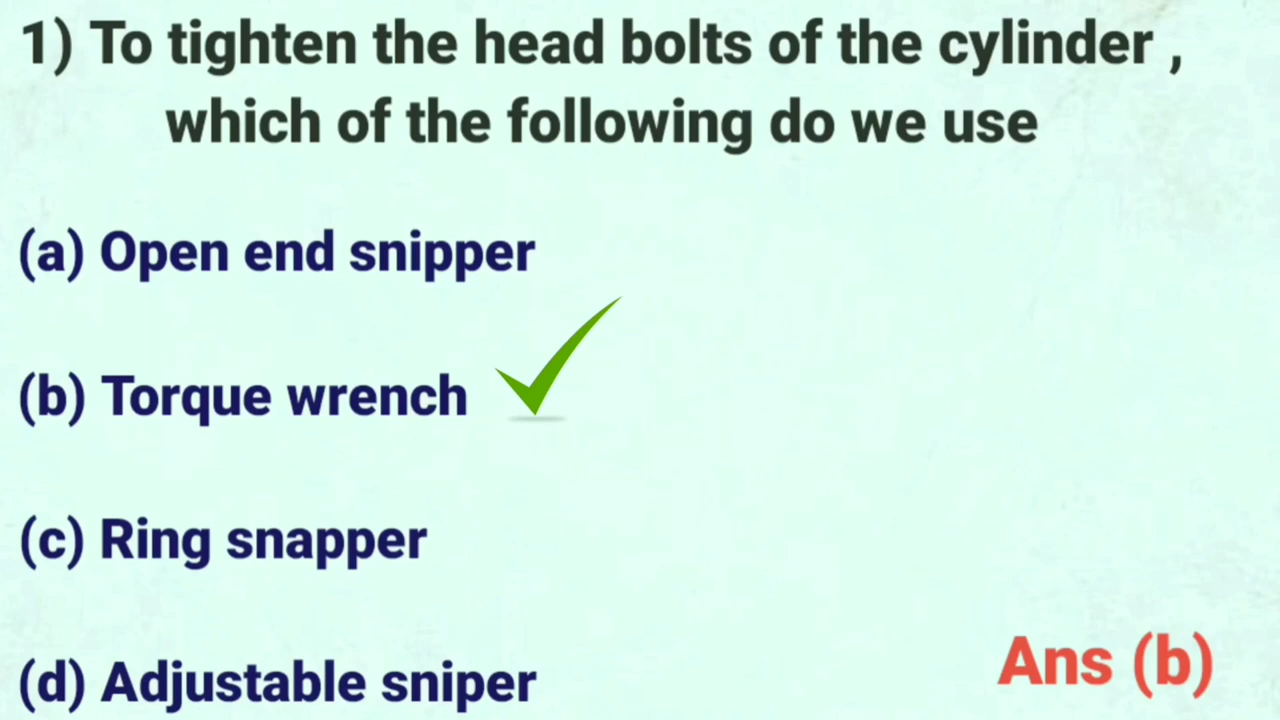 1) To tighten the head bolts of the cylinder ,
which of the following do we use
(a) Open end snipper
(b) Torque wrench
(c) Ring snapper
(d) Adjustable sniper
Ans (b)